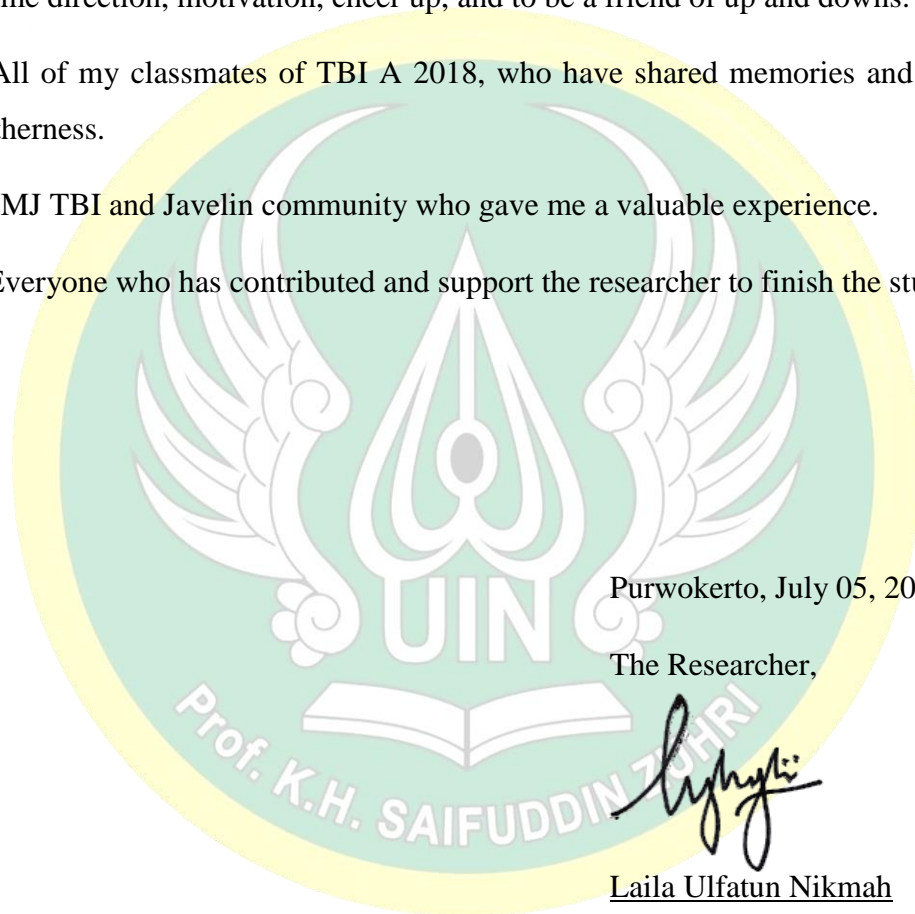 me direction, motivation, cheer up, and to be a friend of up and downs.
All of my classmates of TBI A 2018, who have shared memories and
therness.
MJ TBI and Javelin community who gave me a valuable experience.
Everyone who has contributed and support the researcher to finish the stu
UIN
Purwokerto, July 05, 20
The Researcher,
Prof. K.H. SAIFUDDIN ZUHRI
Laila Ulfatun Nikmah